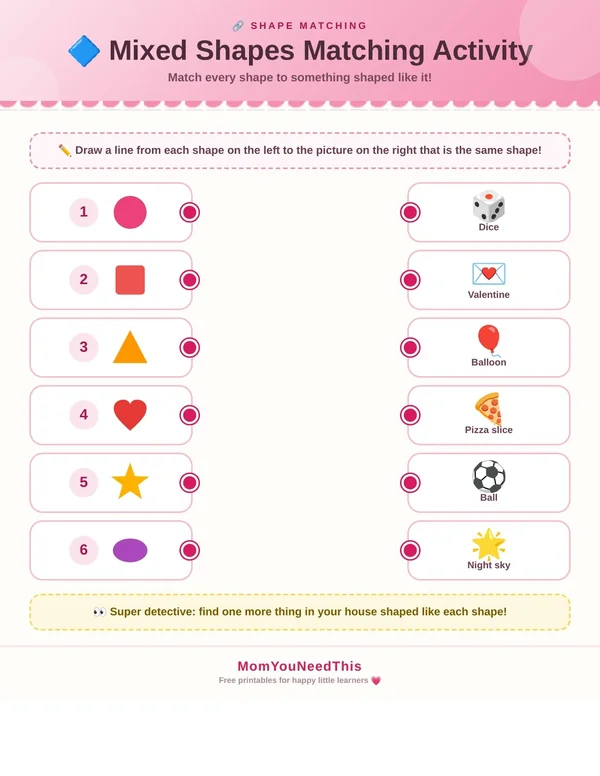 SHAPE MATCHING
Mixed Shapes Matching Activity
Match every shape to something shaped like it!
Draw a line from each shape on the left to the picture on the right that is the same shape!
1
Dice
2
Valentine
3
Balloon
4
Pizza slice
5
Ball
6
Night sky
Super detective: find one more thing in your house shaped like each shape!
MomYouNeedThis
Free printables for happy little learners